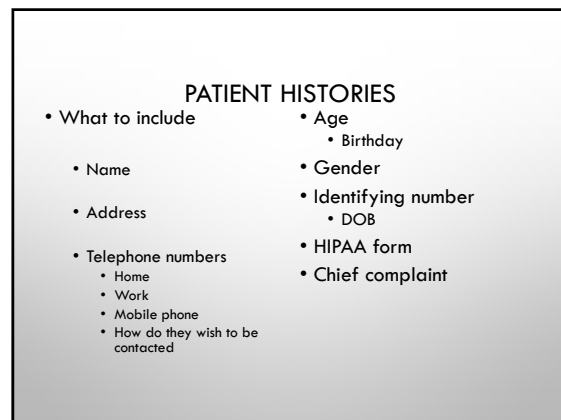 PATIENT HISTORIES
• What to include
• Name
• Address
• Telephone numbers
• Home
• Work
• Mobile phone
• How do they wish to be
contacted
• Age
• Birthday
• Gender
• Identifying number
• DOB
• HIPAA form
• Chief complaint